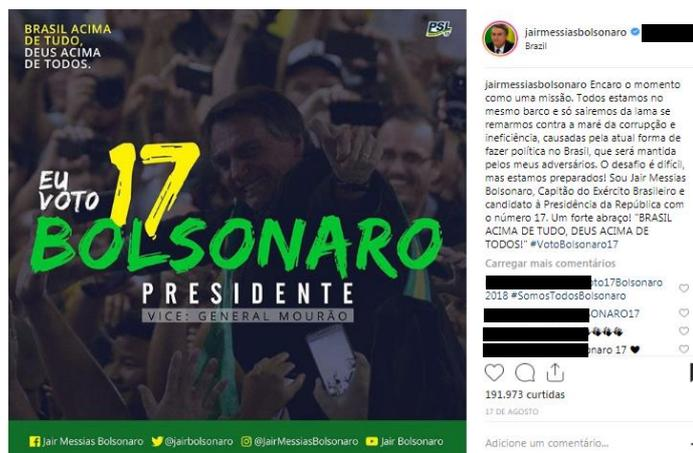 BRASIL ACIMA
DE TUDO,
DEUS ACIMA
DE TODOS.
PSL
EU
VOTO
17
BOLSONARO
PRESIDENTE
VICE: GENERAL MOURÃO
Jair Messias Bolsonaro @jairbolsonaro @JairMessiasBolsonaro Jair Bolsonaro
jairmessiasbolsonaro
Brazil
jairmessiasbolsonaro Encaro o momento
como uma missão. Todos estamos no
mesmo barco e só sairemos da lama se
remarmos contra a maré da corrupção e
ineficiência, causadas pela atual forma de
fazer política no Brasil, que será mantida
pelos meus adversários. O desafio é difícil,
mas estamos preparados! Sou Jair Messias
Bolsonaro, Capitão do Exército Brasileiro e
candidato á Presidência da República com
o número 17. Um forte abraço! "BRASIL
ACIMA DE TUDO, DEUS ACIMA DE
TODOS!" #VotoBolsonaro17
Carregar mais comentários
oto17Bolsonaro
2018 #SomosTodosBolsonaro
SONARO17
onaro 17
191.973 curtidas
17 DE AGOSTO
Adicione um comentário...